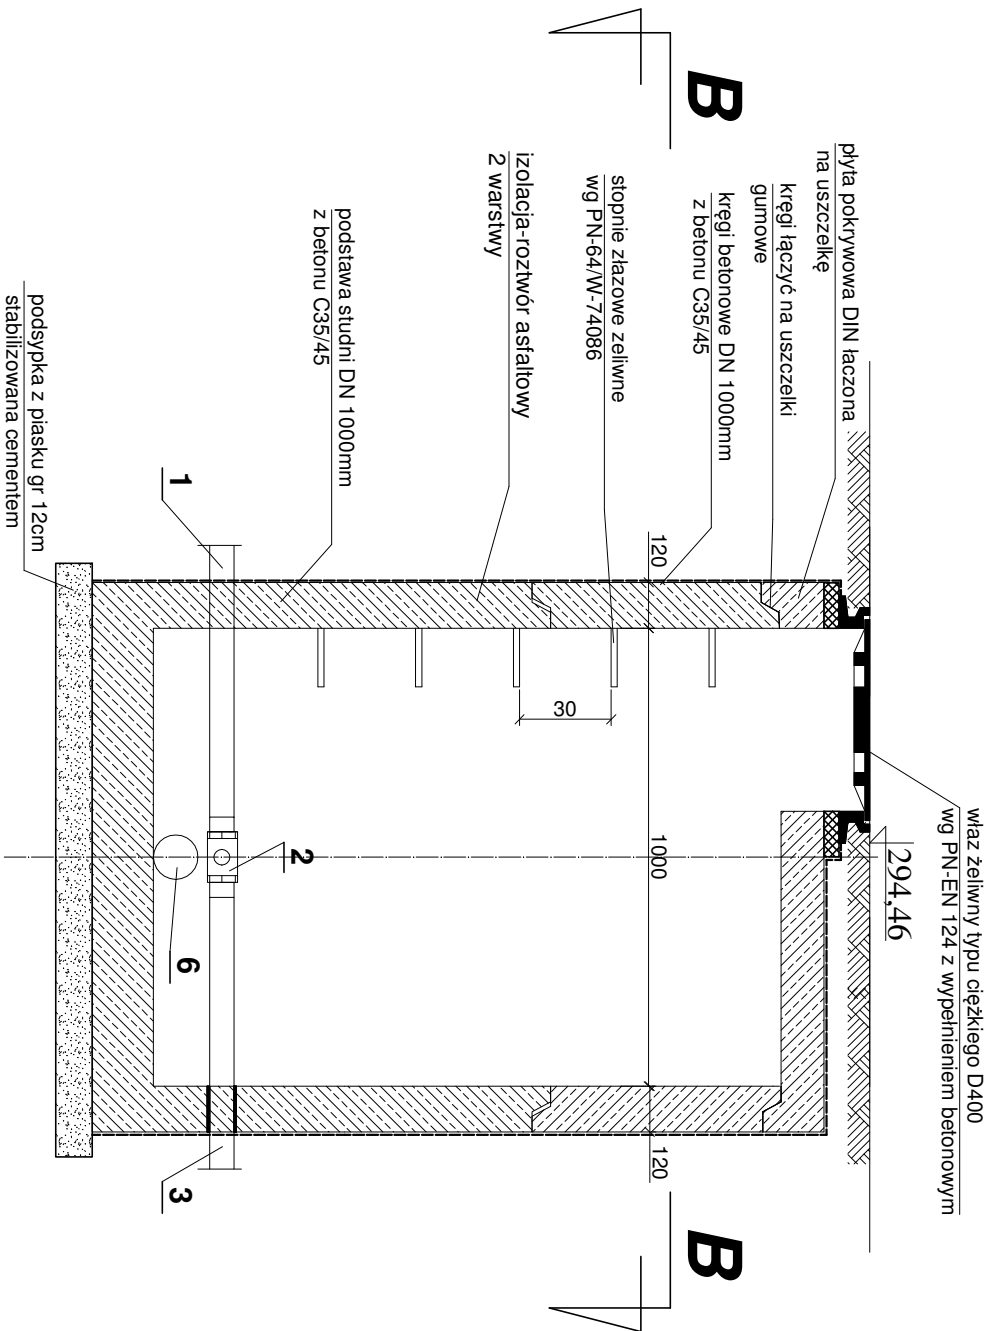 B
B
płyta pokrywowa DIN łaczona
na uszczelkę
kręgi łączyć na uszczelki
gumowe
kręgi betonowe DN 1000mm
z betonu C35/45
stopnie złazowe zeliwne
wg PN-64/W-74086
izolacja-roztwór asfaltowy
2 warstwy
podstawa studni DN 1000mm
z betonu C35/45
podsypka z piasku gr 12cm
stabilizowana cementem
właz żeliwny typu ciężkiego D400
wg PN-EN 124 z wypełnieniem betonowym
294,46
120
1000
120
30
1
2
6
3